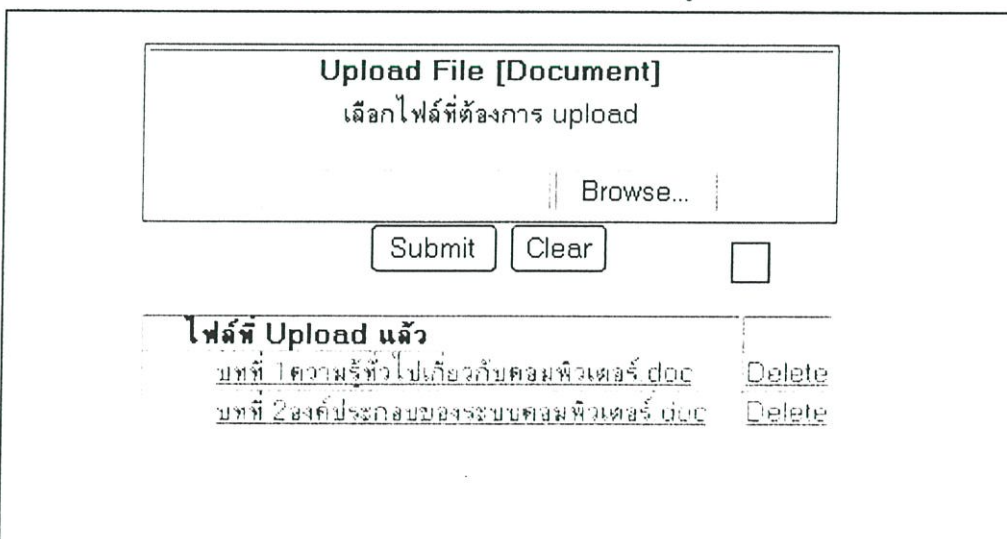 Upload File [Document]
เลือกไฟล์ที่ต้องการ upload
Browse...
Submit Clear
ไฟล์ที่ Upload แล้ว
บทที่ 1ความรู้ทั่วไปเกี่ยวกับคอมพิวเตอร์.doc Delete
บทที่ 2องค์ประกอบของระบบคอมพิวเตอร์.doc Delete